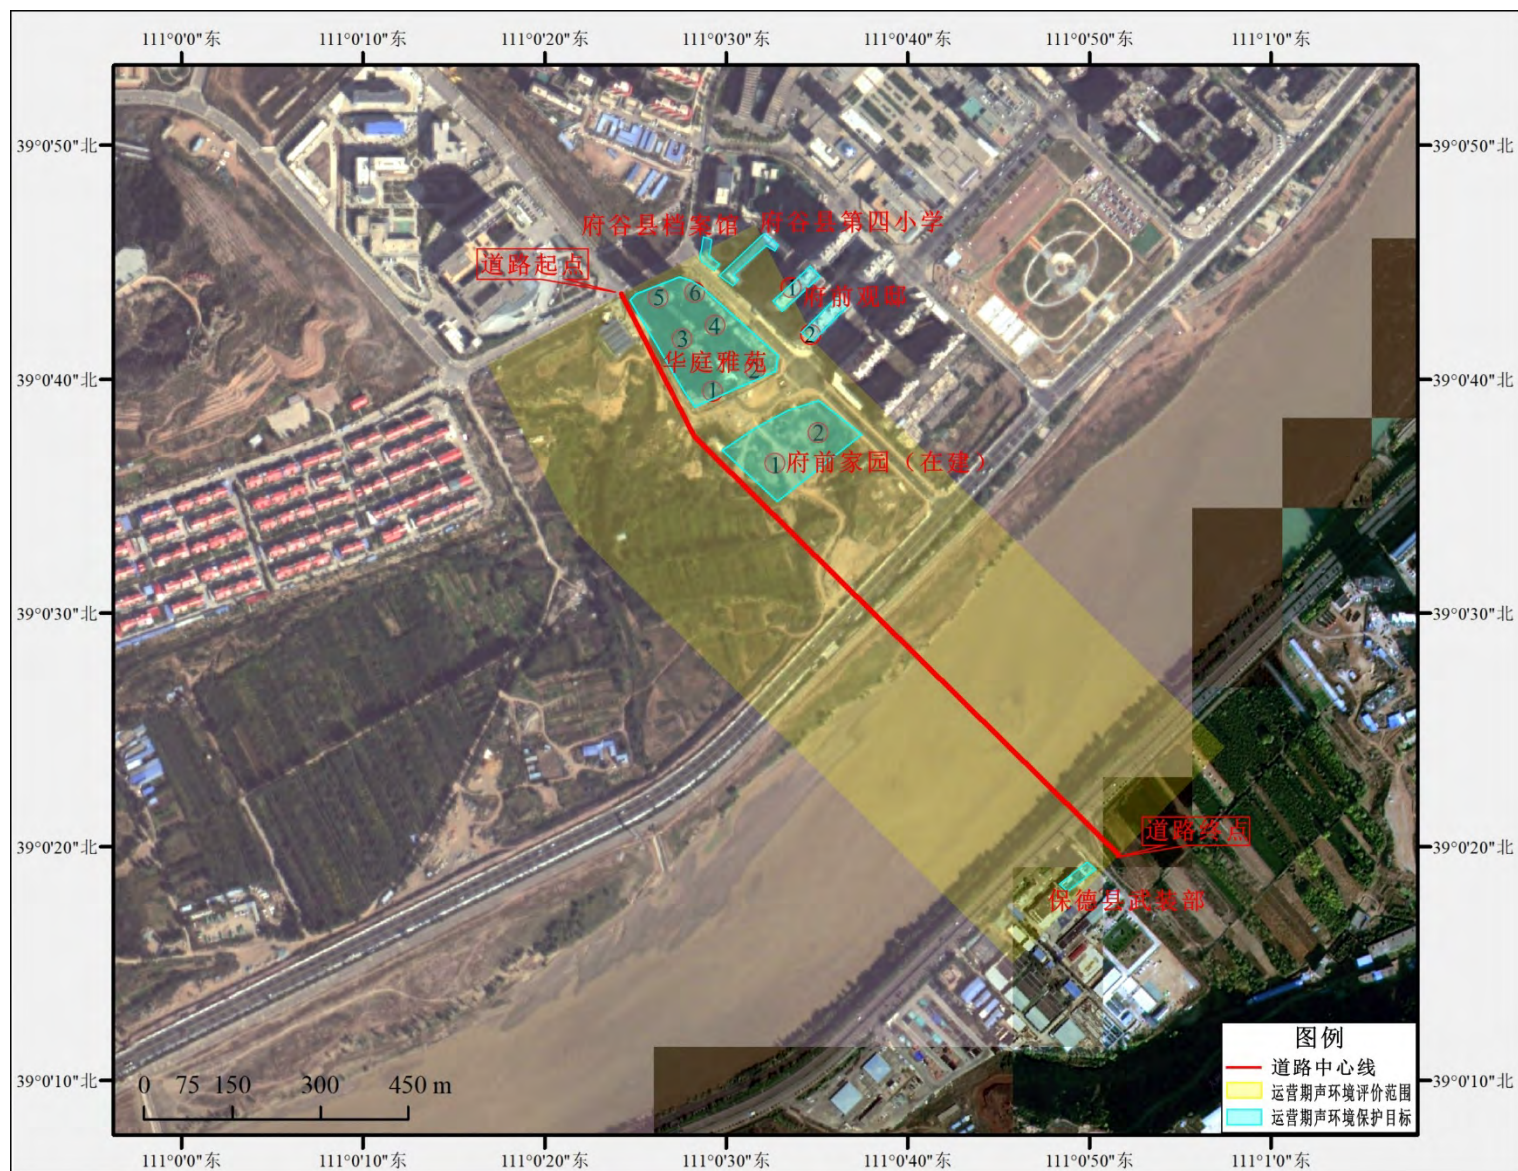 111°0'0"东 111°0'10"东 111°0'20"东 111°0'30"东 111°0'40"东 111°0'50"东 111°1'0"东
39°0'50"北 39°0'50"北
府谷县档案馆 府谷县第四小学
道路起点
⑤ ⑥ ① 府前观邸
④ ②
③
华庭雅苑
39°0'40"北 ② 39°0'40"北
①
②
① 府前家园（在建）
39°0'30"北 39°0'30"北
道路终点
39°0'20"北 39°0'20"北
保德县武装部
图例
道路中心线
运营期声环境评价范围
运营期声环境保护目标
39°0'10"北 39°0'10"北
0 75 150 300 450 m
111°0'0"东 111°0'10"东 111°0'20"东 111°0'30"东 111°0'40"东 111°0'50"东 111°1'0"东